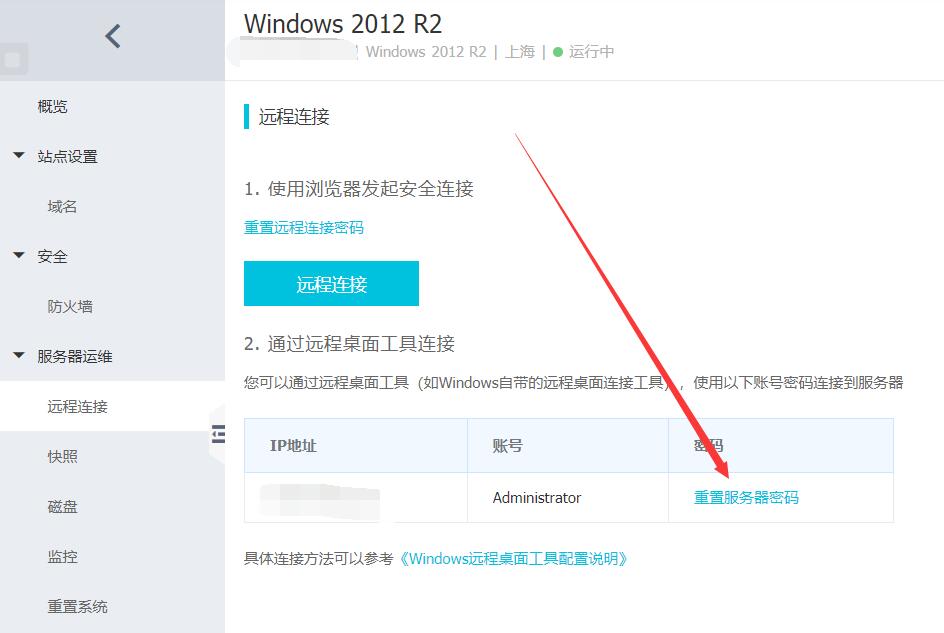 Windows 2012 R2
Windows 2012 R2 | 上海 | 运行中
概览
站点设置
域名
安全
防火墙
服务器运维
远程连接
快照
磁盘
监控
重置系统
远程连接
1. 使用浏览器发起安全连接
重置远程连接密码
远程连接
2. 通过远程桌面工具连接
您可以通过远程桌面工具（如Windows自带的远程桌面连接工具），使用以下账号密码连接到服务器
IP地址 账号 密码
Administrator 重置服务器密码
具体连接方法可以参考《Windows远程桌面工具配置说明》